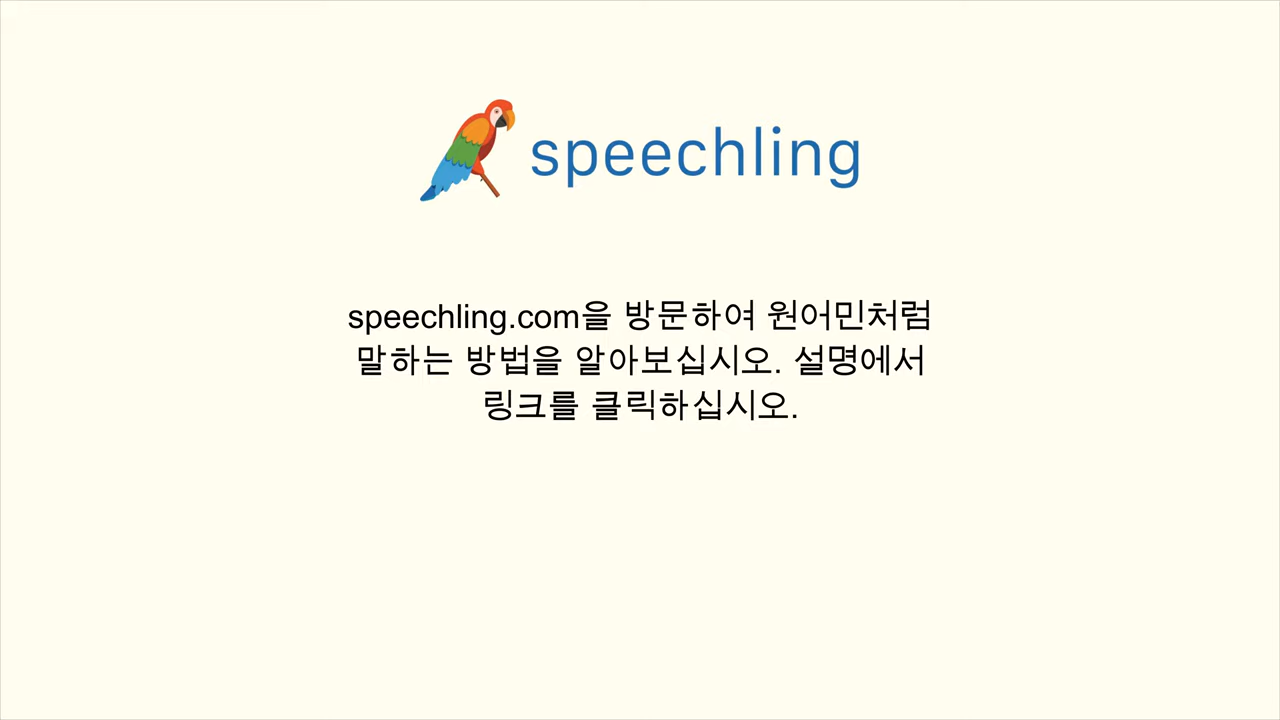 speechling
speechling.com을 방문하여 원어민처럼
말하는 방법을 알아보십시오. 설명에서
링크를 클릭하십시오.